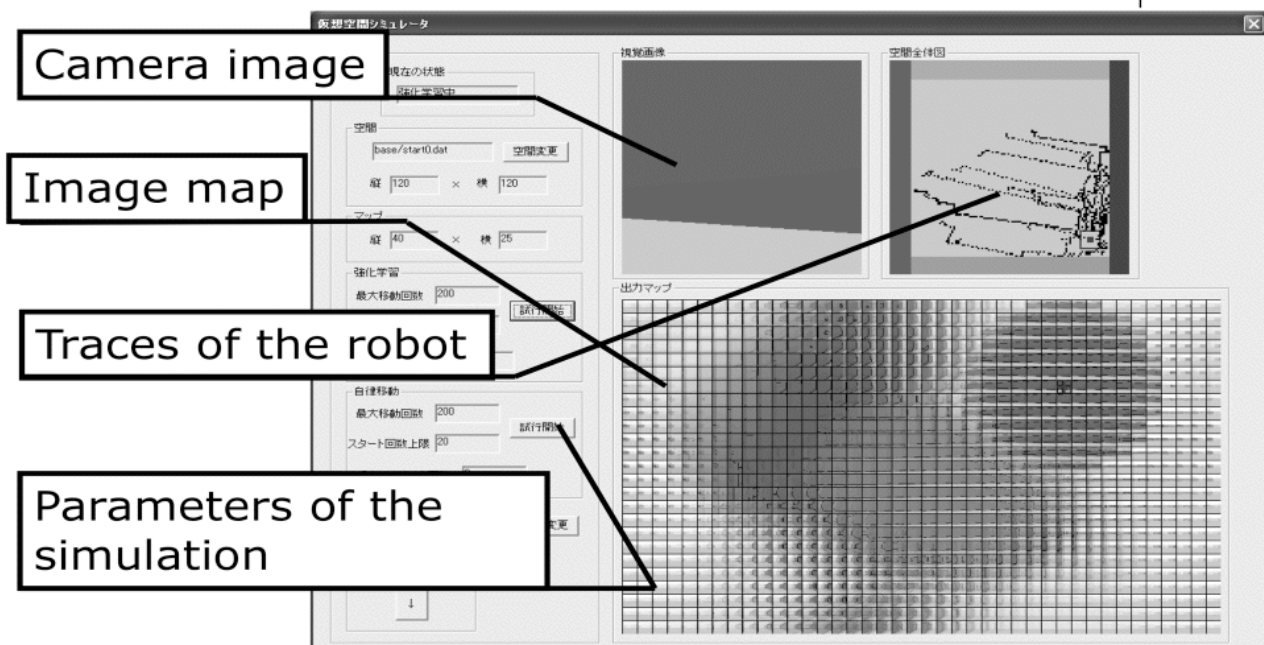 仮想空間シミュレータ
Camera image
現在の状態
強化学習中
空間
base/start0.dat
空間変更
縦 120 × 横 120
Image map
マップ
縦 40 × 横 25
強化学習
最大移動回数 200
試行開始
Traces of the robot
自律移動
最大移動回数 200
試行開始
スタート回数上限 20
Parameters of the
simulation
変更
↓
視覚画像
空間全体図
出力マップ